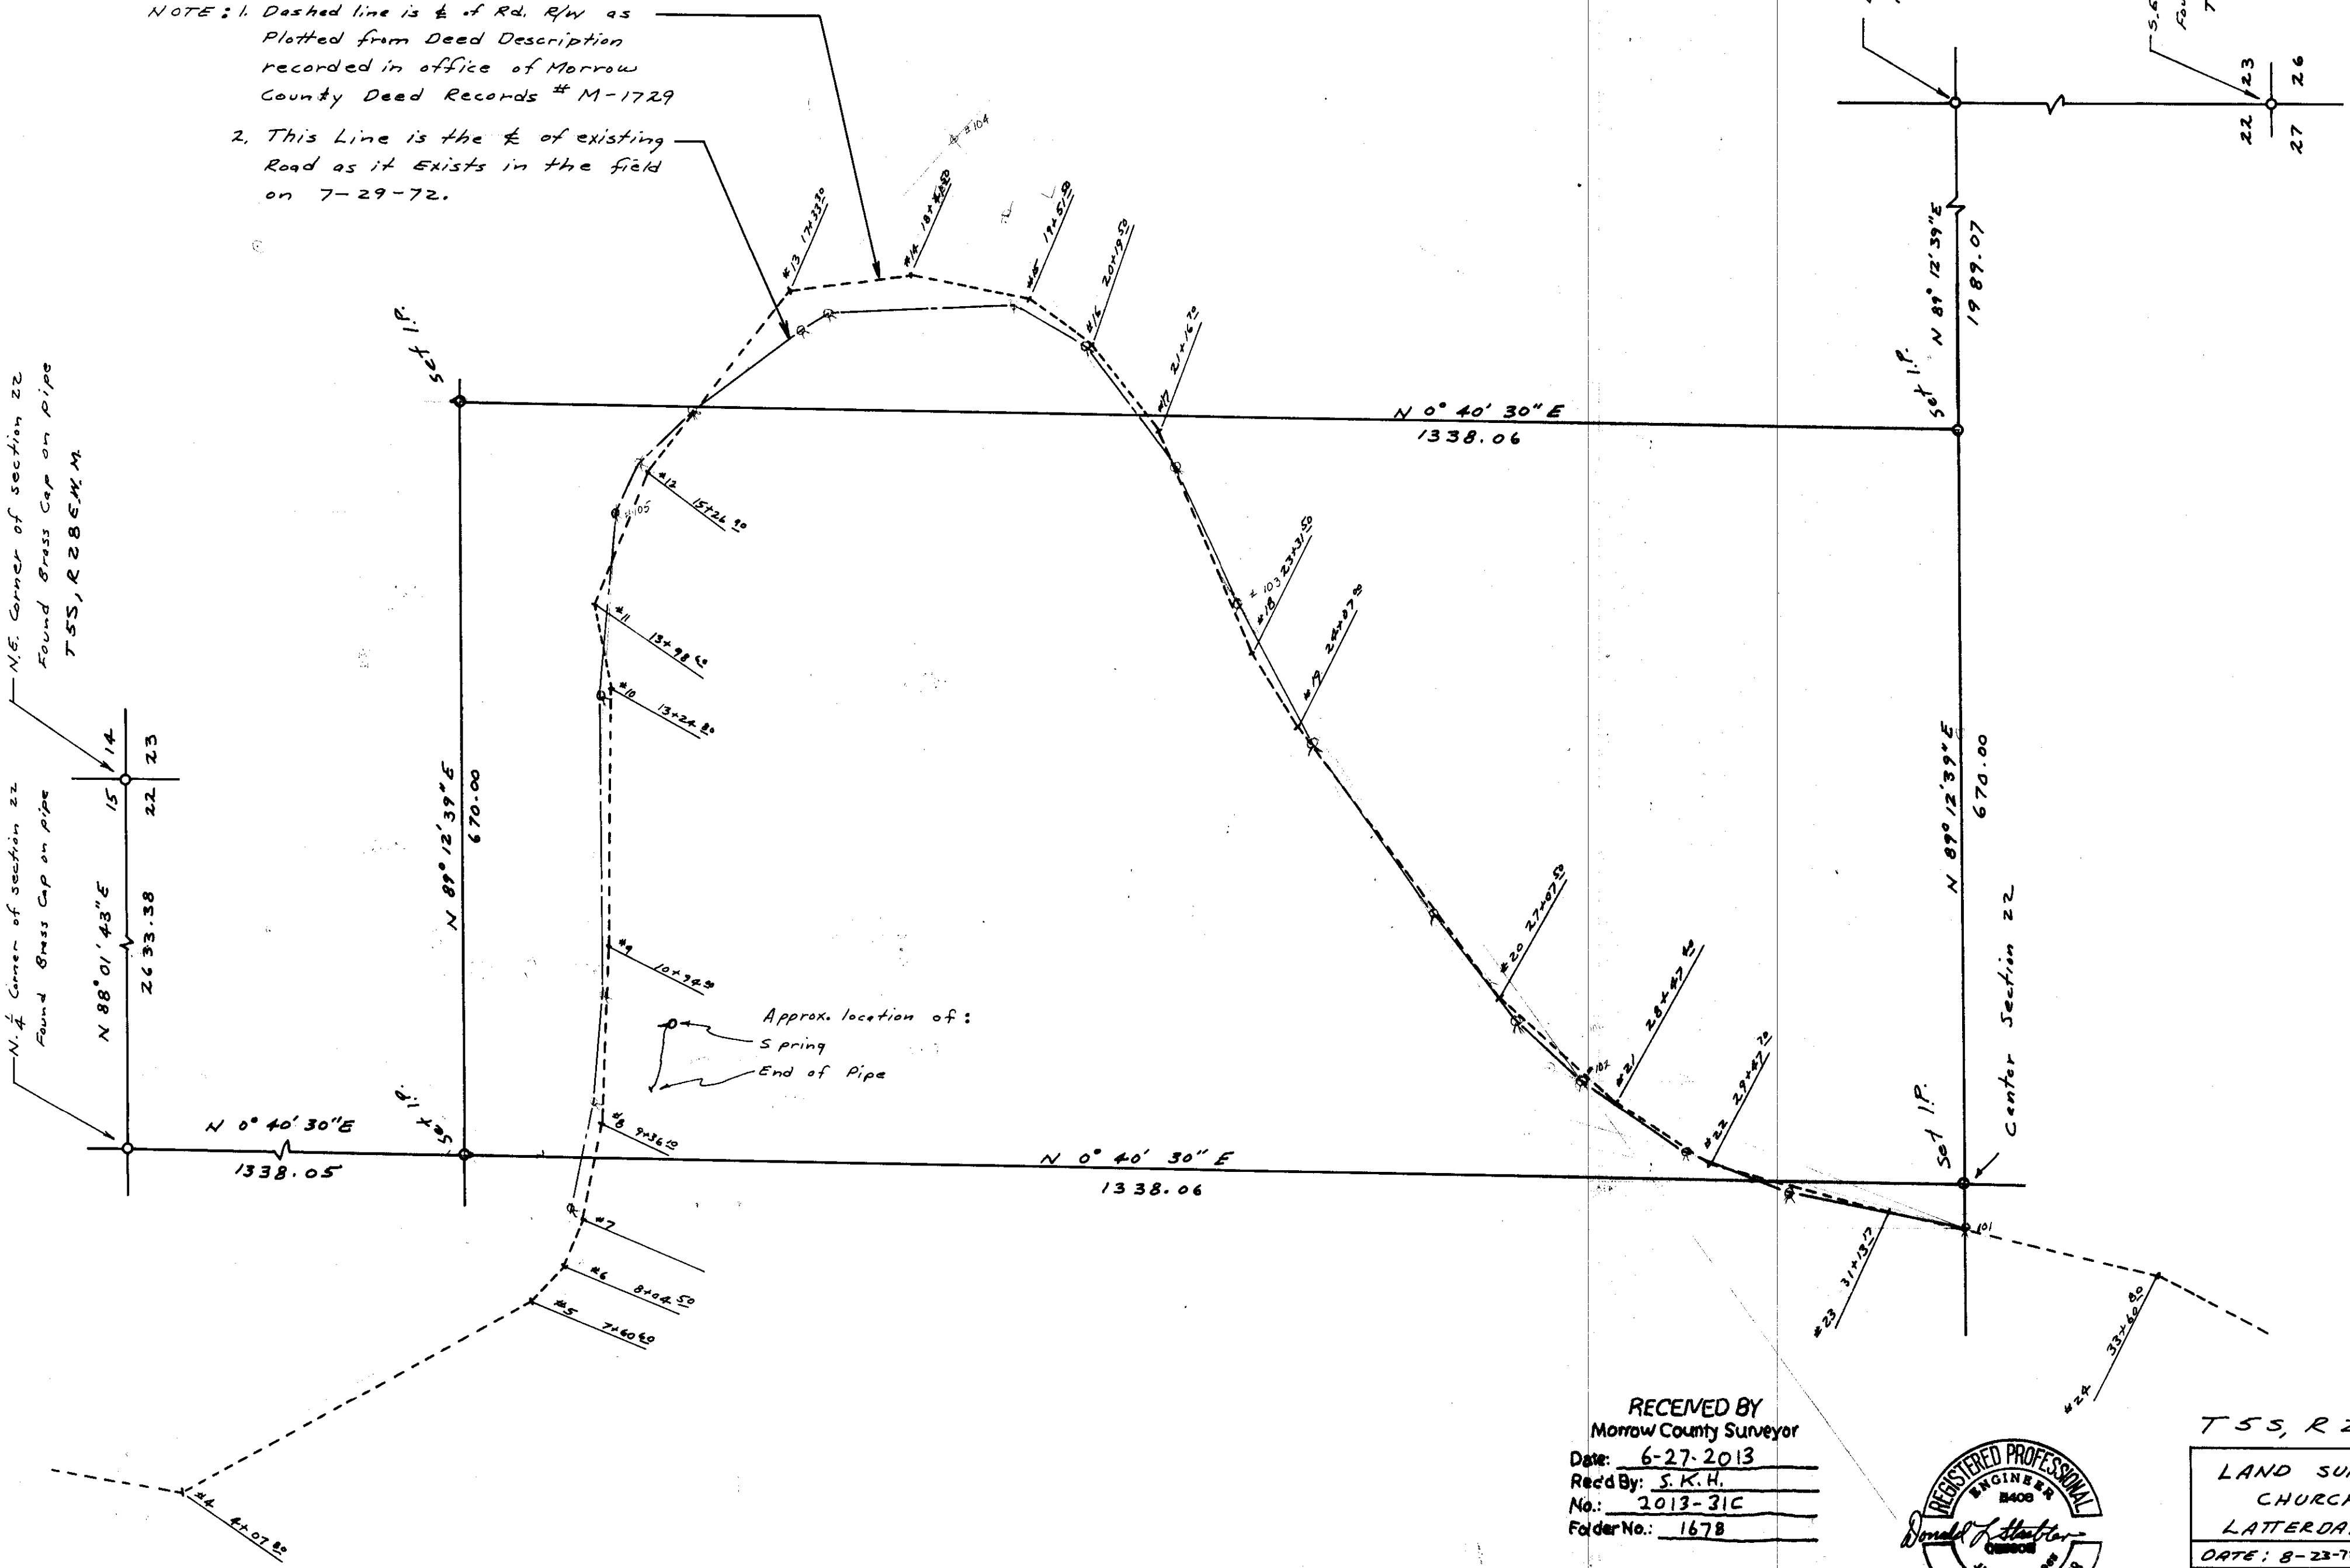 NOTE: 1. Dashed line is ℄ of Rd. R/W as
Plotted from Deed Description
recorded in office of Morrow
County Deed Records # M-1729
2. This Line is the ℄ of existing
Road as it Exists in the field
on 7-29-72.
#104
#13 17+33.30
#14
#15 19+51.50
#16 20+19.50
#17 21+16.70
23
26
22
27
N 89° 12' 39" E
1989.07
Set I.P.
Set I.P.
N 0° 40' 30" E
1338.06
N.E. Corner of section 22
Found Brass Cap on pipe
T5S, R28E, W.M.
#12 15+26.90
105
#11 13+98.60
#10 13+24.80
103
#18 23+31.50
#19 24+07.90
14
23
15
22
N. 1/4 Corner of section 22
Found Brass Cap on pipe
N 88° 01' 43" E
2633.38
N 89° 12' 39" E
670.00
N 89° 12' 39" E
670.00
#9 10+94.50
Approx. location of:
Spring
End of Pipe
#20 27+07.50
#21 28+47.50
102
#22 29+47.70
Set I.P.
Center Section 22
Set I.P.
N 0° 40' 30" E
1338.05
#8 9+36.10
N 0° 40' 30" E
1338.06
101
#7
#6 8+04.50
#5 7+60.60
#23 31+13.17
#24 33+60.80
#4 4+07.80
RECEIVED BY
Morrow County Surveyor
Date: 6-27-2013
Rec'd By: S.K.H.
No.: 2013-31C
Folder No.: 1678
REGISTERED PROFESSIONAL
ENGINEER
OREGON
T5S, R 2
LAND SU
CHURCH
LATTERDA
DATE: 8-23-7